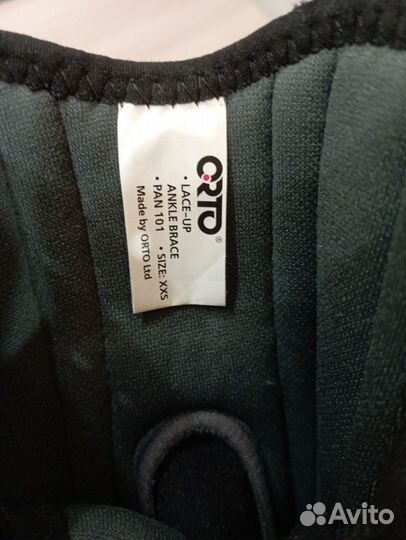 ORTO®
• LACE-UP
ANKLE BRACE
• PAN 101 • SIZE: XXS
Made by ORTO Ltd
Avito